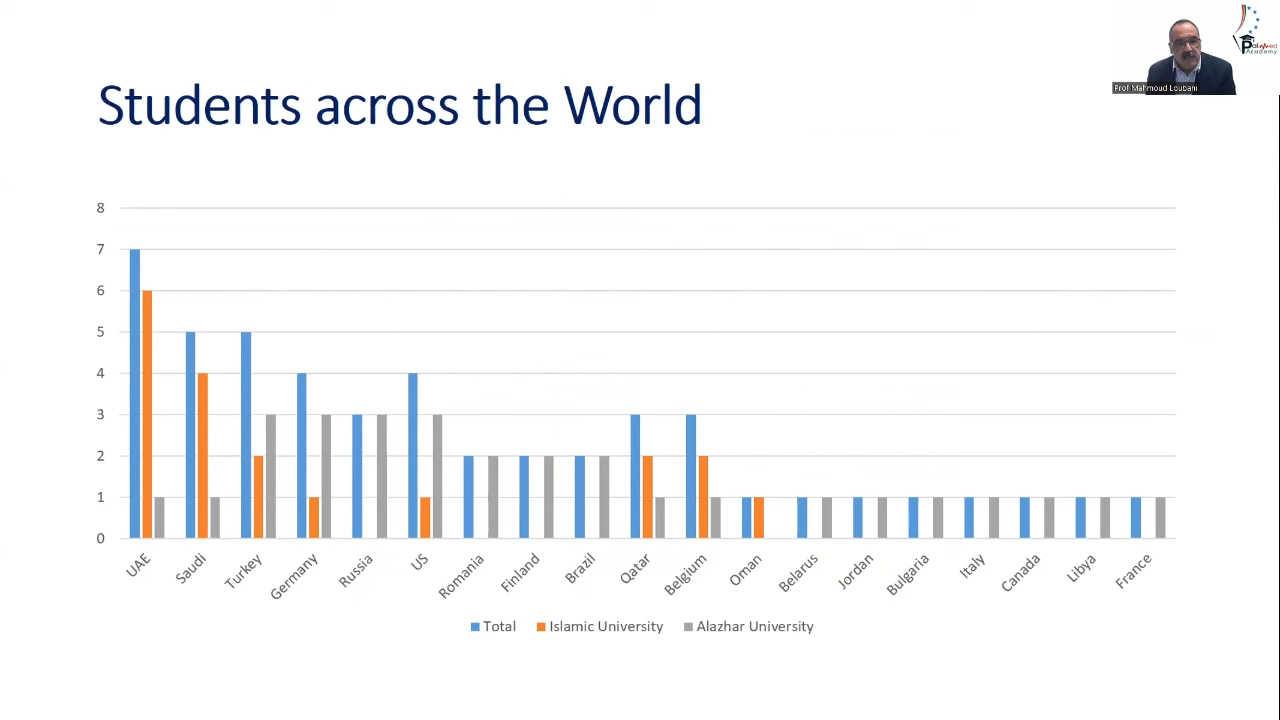 PalMed
Academy
Prof Mahmoud Loubani
Students across the World
8
7
6
5
4
3
2
1
0
UAE
Saudi
Turkey
Germany
Russia
US
Romania
Finland
Brazil
Qatar
Belgium
Oman
Belarus
Jordan
Bulgaria
Italy
Canada
Libya
France
Total Islamic University Alazhar University